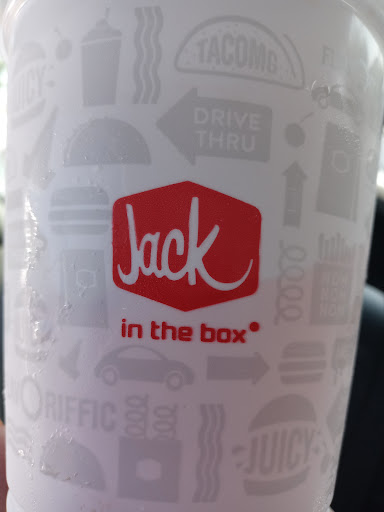 JUICY
TACOMG
DRIVE
THRU
Jack
in the box
RIFFIC
JUICY